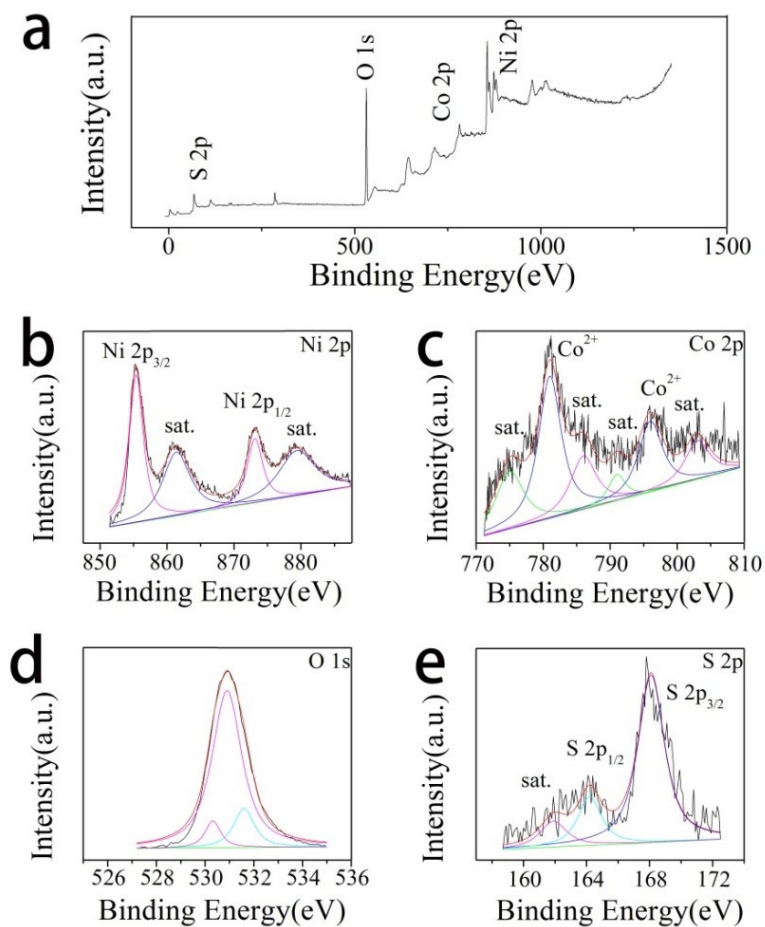 a
Intensity(a.u.)
S 2p
O 1s
Co 2p
Ni 2p
0 500 1000 1500
Binding Energy(eV)
b
Intensity(a.u.)
Ni 2p3/2
Ni 2p
sat.
Ni 2p1/2
sat.
850 860 870 880
Binding Energy(eV)
c
Intensity(a.u.)
Co2+
Co 2p
sat.
sat.
sat.
Co2+
sat.
770 780 790 800 810
Binding Energy(eV)
d
Intensity(a.u.)
O 1s
526 528 530 532 534 536
Binding Energy(eV)
e
Intensity(a.u.)
S 2p
S 2p3/2
S 2p1/2
sat.
160 164 168 172
Binding Energy(eV)